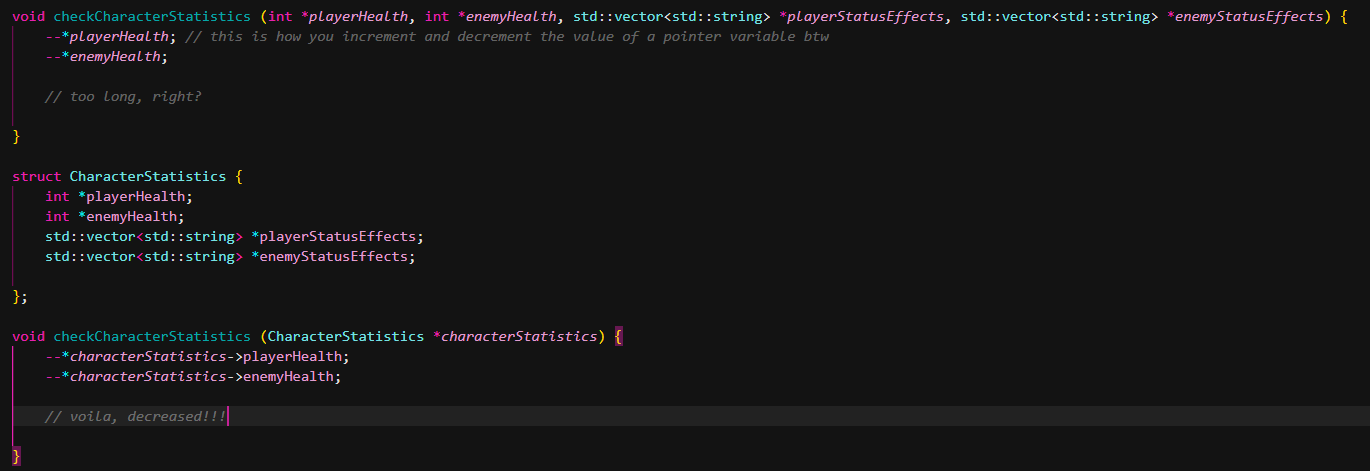 void checkCharacterStatistics (int *playerHealth, int *enemyHealth, std::vector<std::string> *playerStatusEffects, std::vector<std::string> *enemyStatusEffects) {
    --*playerHealth; // this is how you increment and decrement the value of a pointer variable btw
    --*enemyHealth;

    // too long, right?

}

struct CharacterStatistics {
    int *playerHealth;
    int *enemyHealth;
    std::vector<std::string> *playerStatusEffects;
    std::vector<std::string> *enemyStatusEffects;

};

void checkCharacterStatistics (CharacterStatistics *characterStatistics) {
    --*characterStatistics->playerHealth;
    --*characterStatistics->enemyHealth;

    // voila, decreased!!!

}